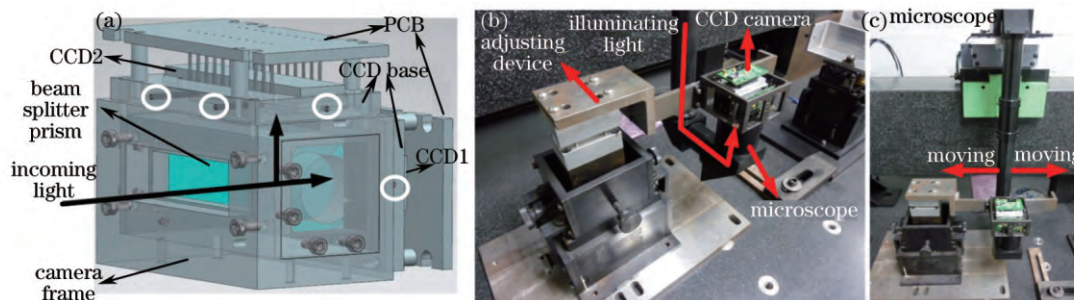 (a)
PCB
CCD2
CCD base
beam
splitter
prism
CCD1
incoming
light
camera
frame
(b)
illuminating
light
CCD camera
adjusting
device
microscope
(c)
microscope
moving
moving